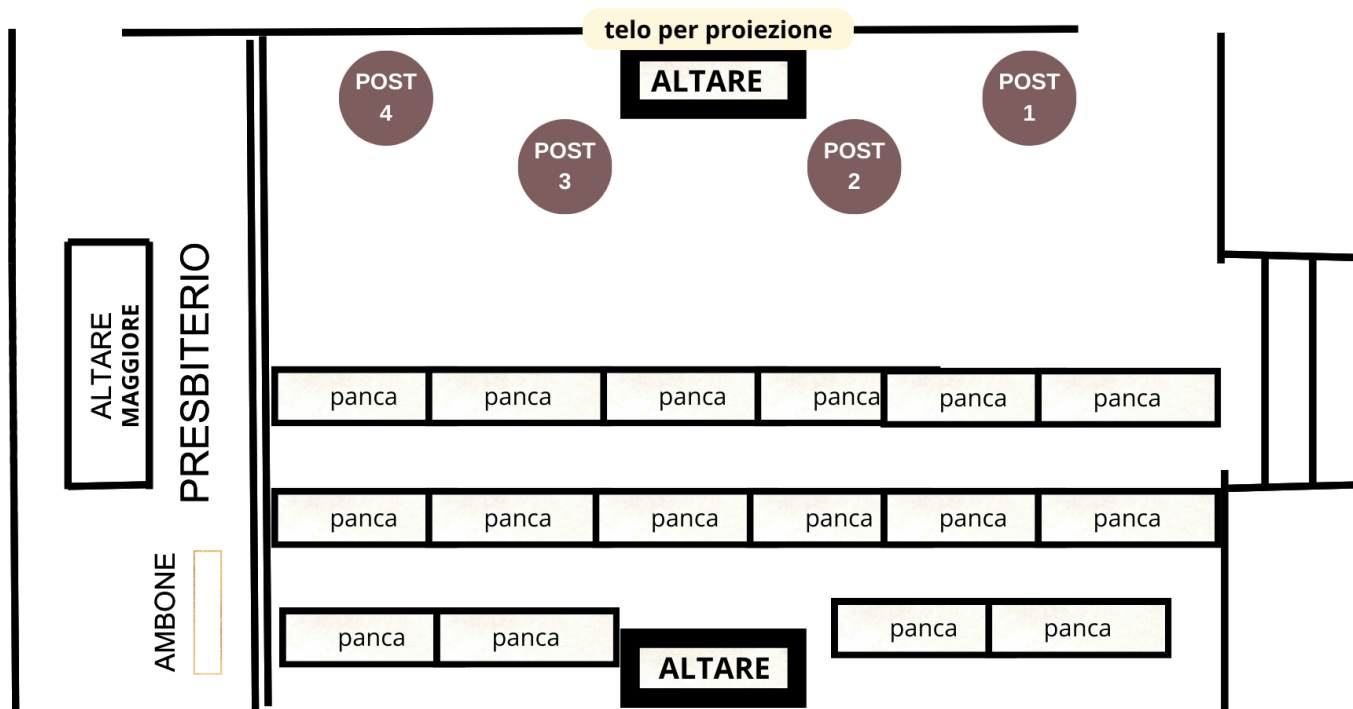 telo per proiezione
ALTARE
POST
4
POST
1
POST
3
POST
2
ALTARE
MAGGIORE
PRESBITERIO
panca panca panca panca panca panca
panca panca panca panca panca panca
AMBONE
panca panca panca panca
ALTARE